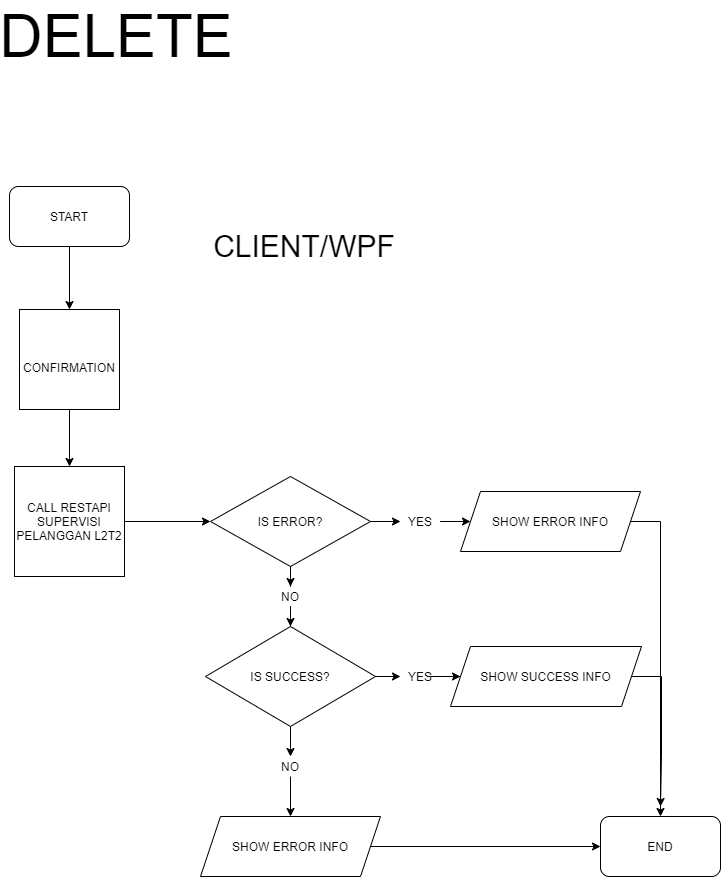 DELETE
START
CLIENT/WPF
CONFIRMATION
CALL RESTAPI
SUPERVISI
PELANGGAN L2T2
IS ERROR?
YES
SHOW ERROR INFO
NO
IS SUCCESS?
YES
SHOW SUCCESS INFO
NO
SHOW ERROR INFO
END